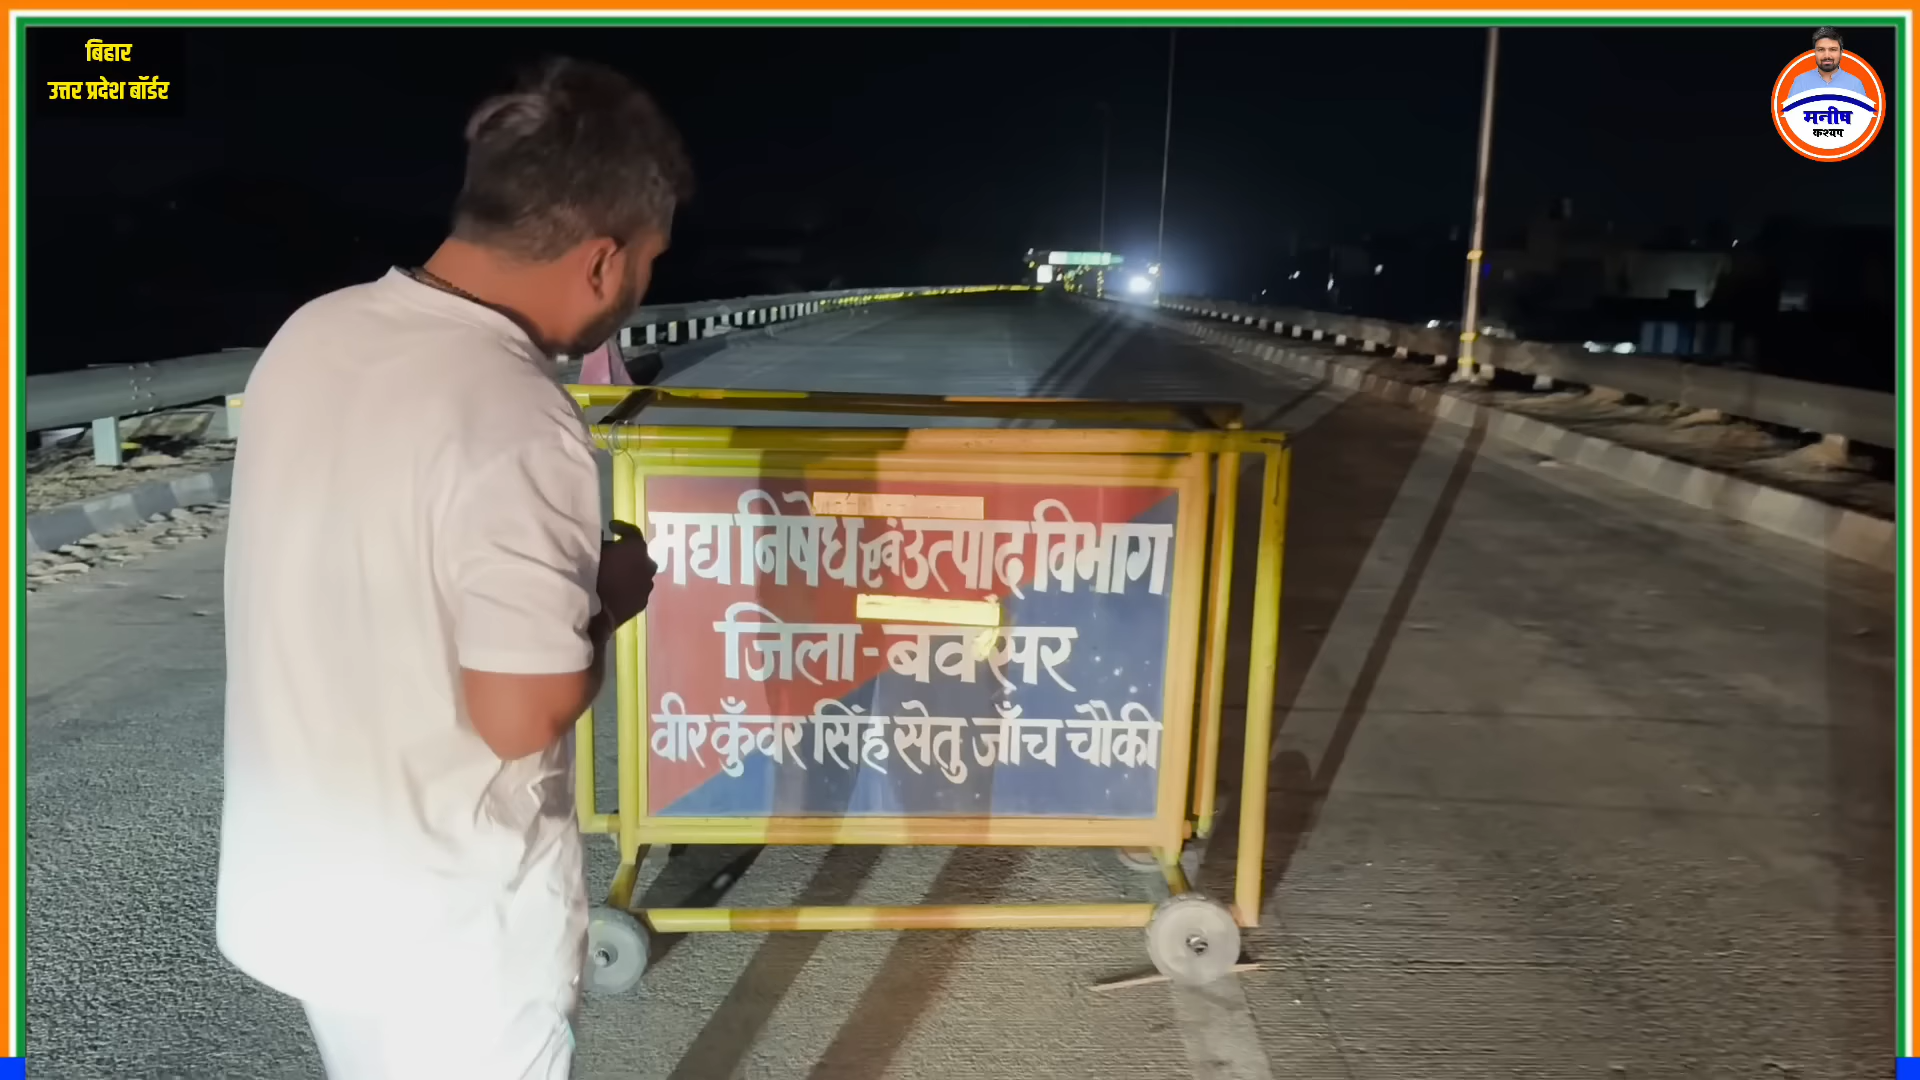 बिहार
उत्तर प्रदेश बॉर्डर
मनीष
कश्यप
मद्य निषेध एवं उत्पाद विभाग
जिला - बक्सर
वीर कुँवर सिंह सेतु जाँच चौकी